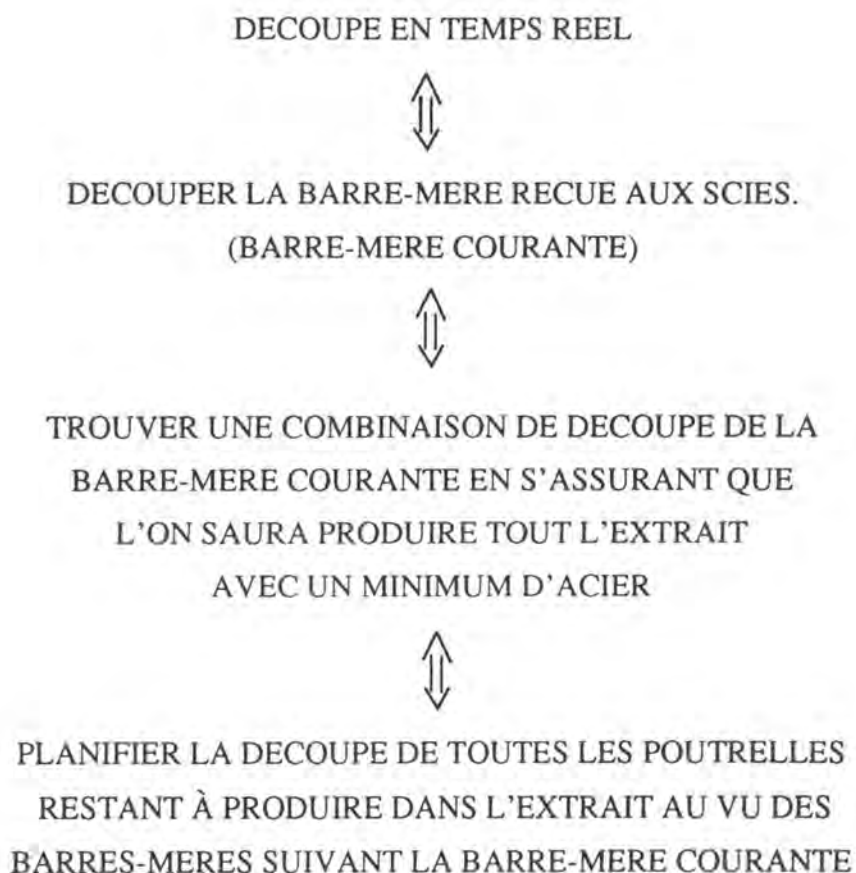 DECOUPE EN TEMPS REEL
DECOUPER LA BARRE-MERE RECUE AUX SCIES.
(BARRE-MERE COURANTE)
TROUVER UNE COMBINAISON DE DECOUPE DE LA
BARRE-MERE COURANTE EN S'ASSURANT QUE
L'ON SAURA PRODUIRE TOUT L'EXTRAIT
AVEC UN MINIMUM D'ACIER
PLANIFIER LA DECOUPE DE TOUTES LES POUTRELLES
RESTANT À PRODUIRE DANS L'EXTRAIT AU VU DES
BARRES-MERES SUIVANT LA BARRE-MERE COURANTE